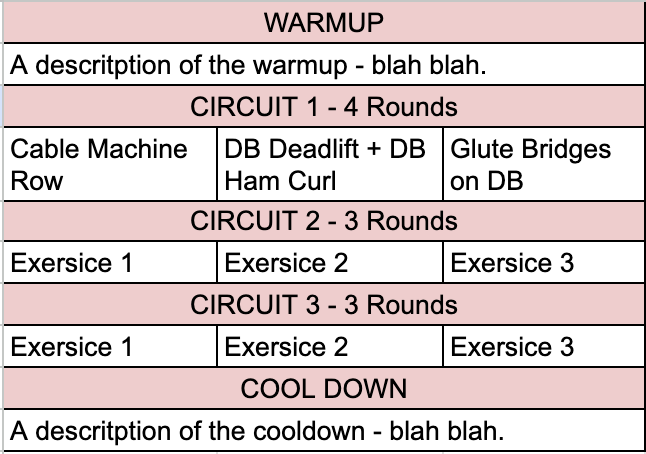 WARMUP
A descritption of the warmup - blah blah.
CIRCUIT 1 - 4 Rounds
Cable Machine Row
DB Deadlift + DB Ham Curl
Glute Bridges on DB
CIRCUIT 2 - 3 Rounds
Exersice 1 Exersice 2 Exersice 3
CIRCUIT 3 - 3 Rounds
Exersice 1 Exersice 2 Exersice 3
COOL DOWN
A descritption of the cooldown - blah blah.